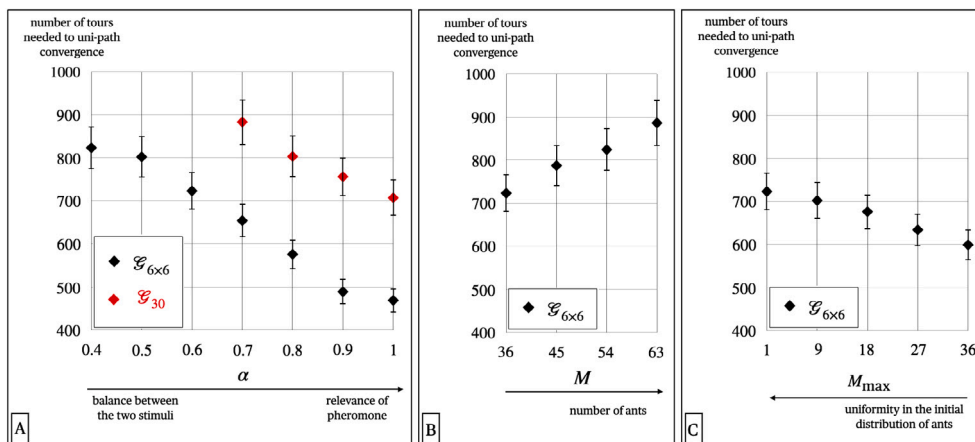 number of tours
needed to uni-path
convergence
1000
900
800
700
600
500
400
0.4 0.5 0.6 0.7 0.8 0.9 1
𝒢6×6
𝒢30
α
balance between
the two stimuli
relevance of
pheromone
A
number of tours
needed to uni-path
convergence
1000
900
800
700
600
500
400
36 45 54 63
𝒢6×6
M
number of ants
B
number of tours
needed to uni-path
convergence
1000
900
800
700
600
500
400
1 9 18 27 36
𝒢6×6
Mmax
uniformity in the initial
distribution of ants
C